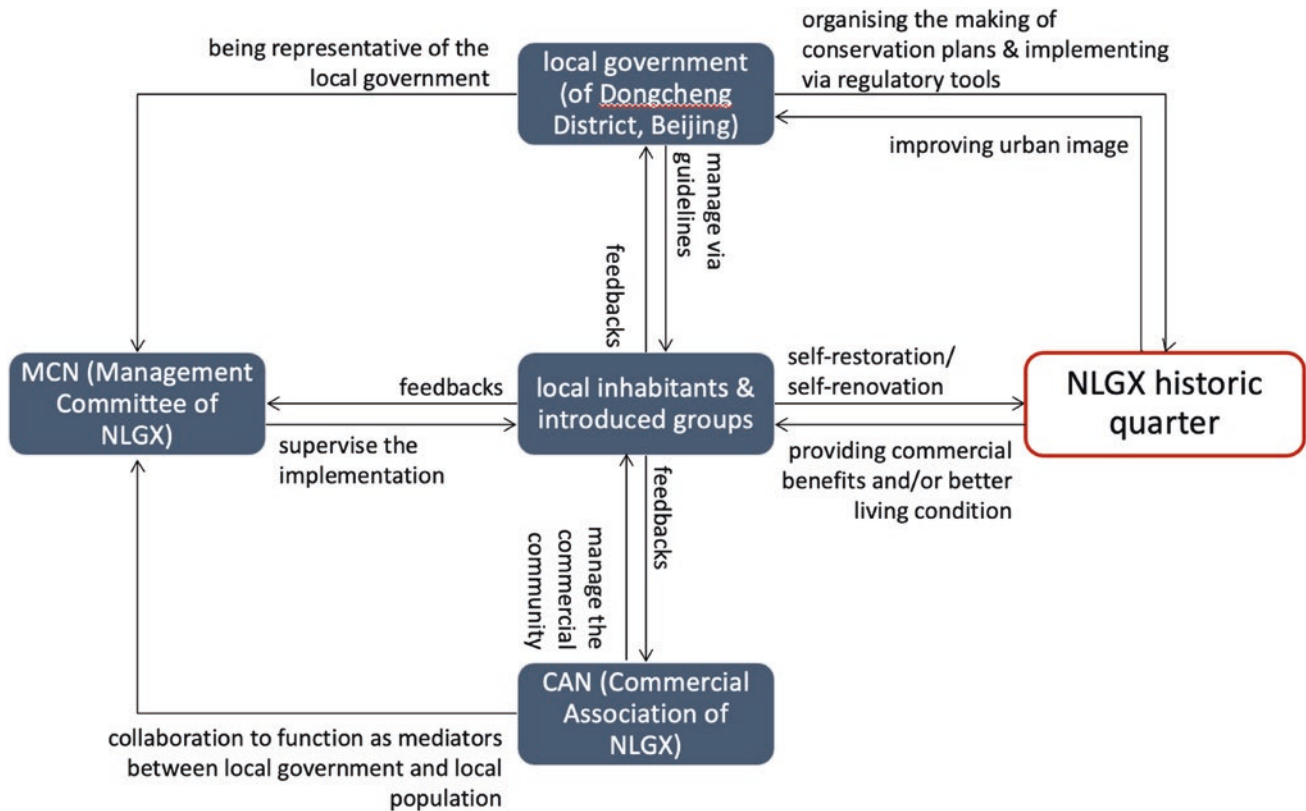 being representative of the
local government
local government
(of Dongcheng
District, Beijing)
organising the making of
conservation plans & implementing
via regulatory tools
improving urban image
manage via
guidelines
feedbacks
MCN (Management
Committee of
NLGX)
feedbacks
supervise the
implementation
local inhabitants &
introduced groups
self-restoration/
self-renovation
providing commercial
benefits and/or better
living condition
NLGX historic
quarter
manage the
commercial
community
feedbacks
CAN (Commercial
Association of
NLGX)
collaboration to function as mediators
between local government and local
population